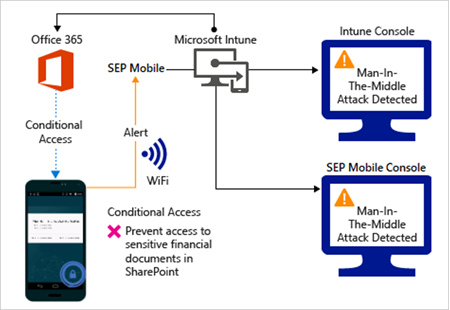 Office 365
Microsoft Intune
Intune Console
SEP Mobile
Man-In-
The-Middle
Attack Detected
Conditional
Access
Alert
WiFi
SEP Mobile Console
Man-In-
The-Middle
Attack Detected
Conditional Access
Prevent access to
sensitive financial
documents in
SharePoint